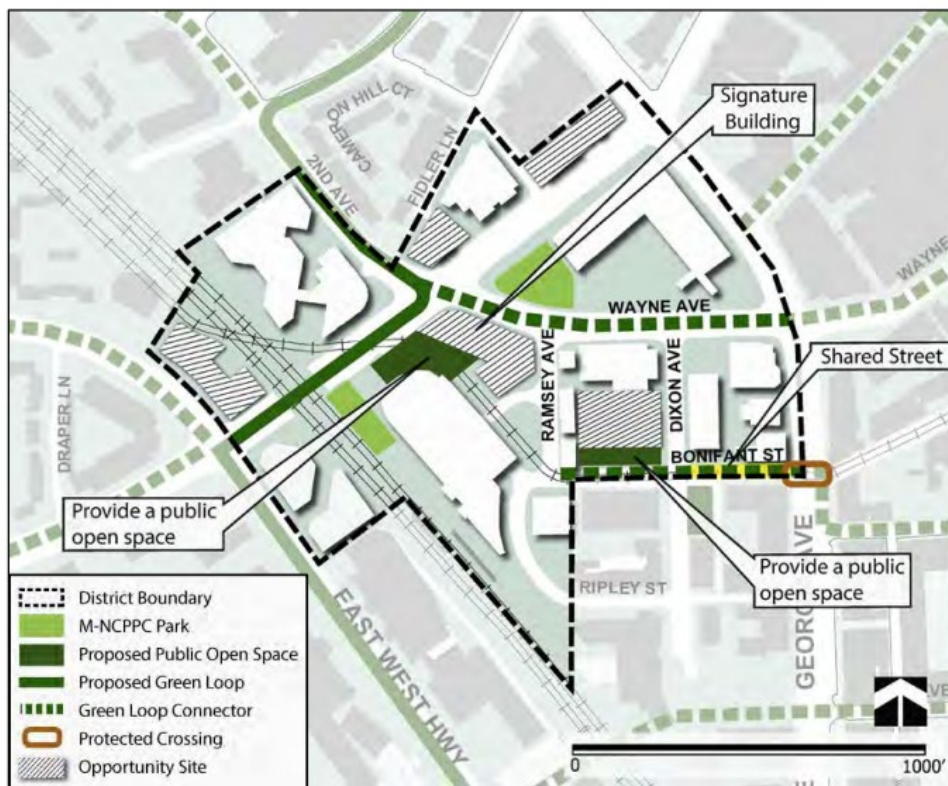 Signature
Building
CAMERON HILL CT
FIDLER LN
2ND AVE
WAYNE
WAYNE AVE
Shared Street
RAMSEY AVE
DIXON AVE
DRAPER LN
BONIFANT ST
Provide a public
open space
Provide a public
open space
RIPLEY ST
GEORG
AVE
EAST WEST HWY
VE
District Boundary
M-NCPPC Park
Proposed Public Open Space
Proposed Green Loop
Green Loop Connector
Protected Crossing
Opportunity Site
0
1000'